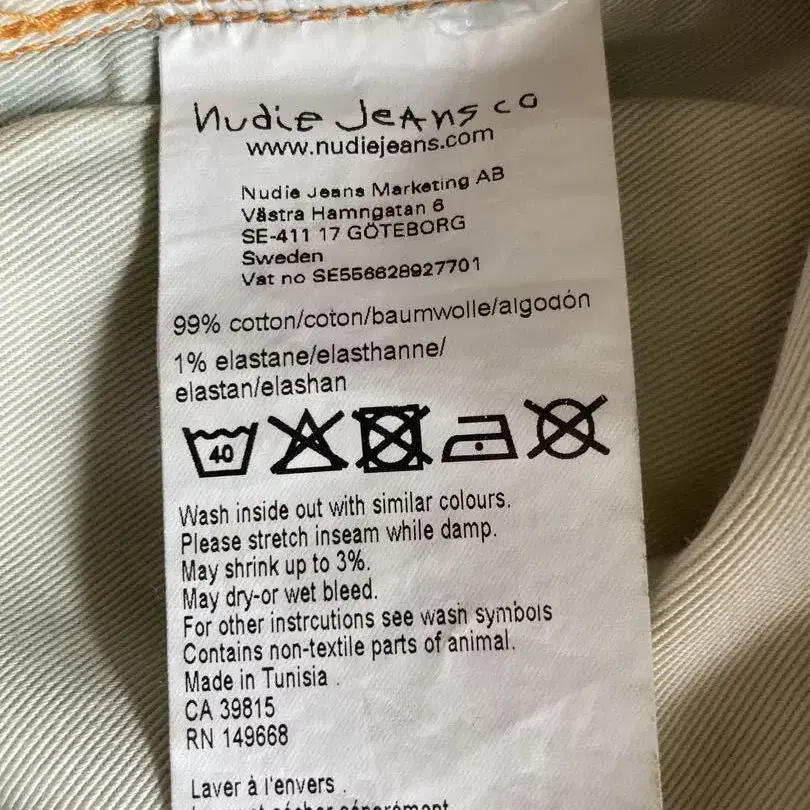 Nudie Jeans co
www.nudiejeans.com
Nudie Jeans Marketing AB
Västra Hamngatan 6
SE-411 17 GÖTEBORG
Sweden
Vat no SE556628927701
99% cotton/coton/baumwolle/algodón
1% elastane/elasthanne/
elastan/elashan
40
Wash inside out with similar colours.
Please stretch inseam while damp.
May shrink up to 3%.
May dry-or wet bleed.
For other instrcutions see wash symbols
Contains non-textile parts of animal.
Made in Tunisia .
CA 39815
RN 149668
Laver à l'envers .
séparément